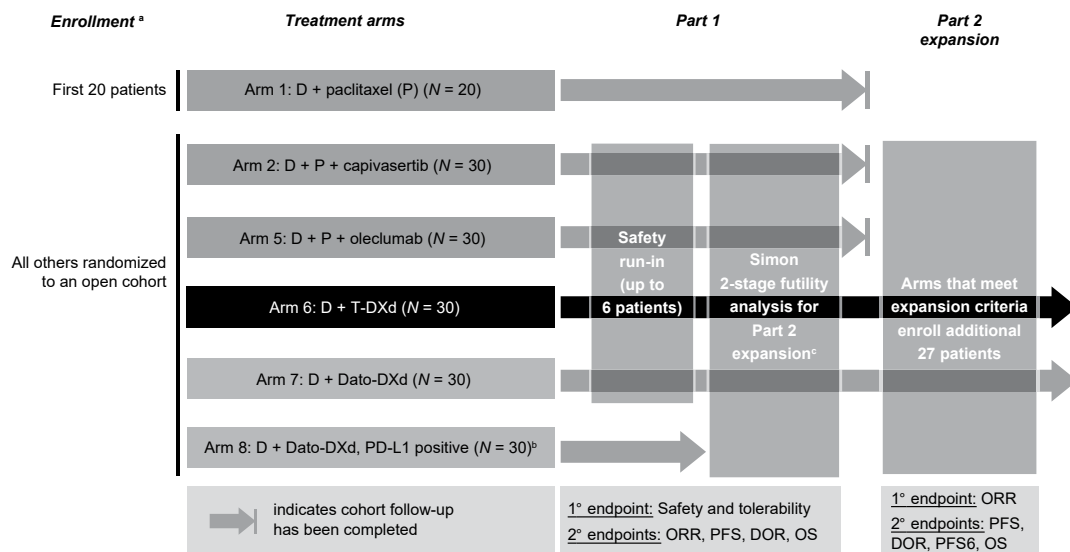 Enrollment ᵃ
Treatment arms
Part 1
Part 2
expansion
First 20 patients
Arm 1: D + paclitaxel (P) (N = 20)
All others randomized
to an open cohort
Arm 2: D + P + capivasertib (N = 30)
Arm 5: D + P + oleclumab (N = 30)
Arm 6: D + T-DXd (N = 30)
Arm 7: D + Dato-DXd (N = 30)
Arm 8: D + Dato-DXd, PD-L1 positive (N = 30)ᵇ
Safety
run-in
(up to
6 patients)
Simon
2-stage futility
analysis for
Part 2
expansionᶜ
Arms that meet
expansion criteria
enroll additional
27 patients
indicates cohort follow-up
has been completed
1° endpoint: Safety and tolerability
2° endpoints: ORR, PFS, DOR, OS
1° endpoint: ORR
2° endpoints: PFS,
DOR, PFS6, OS